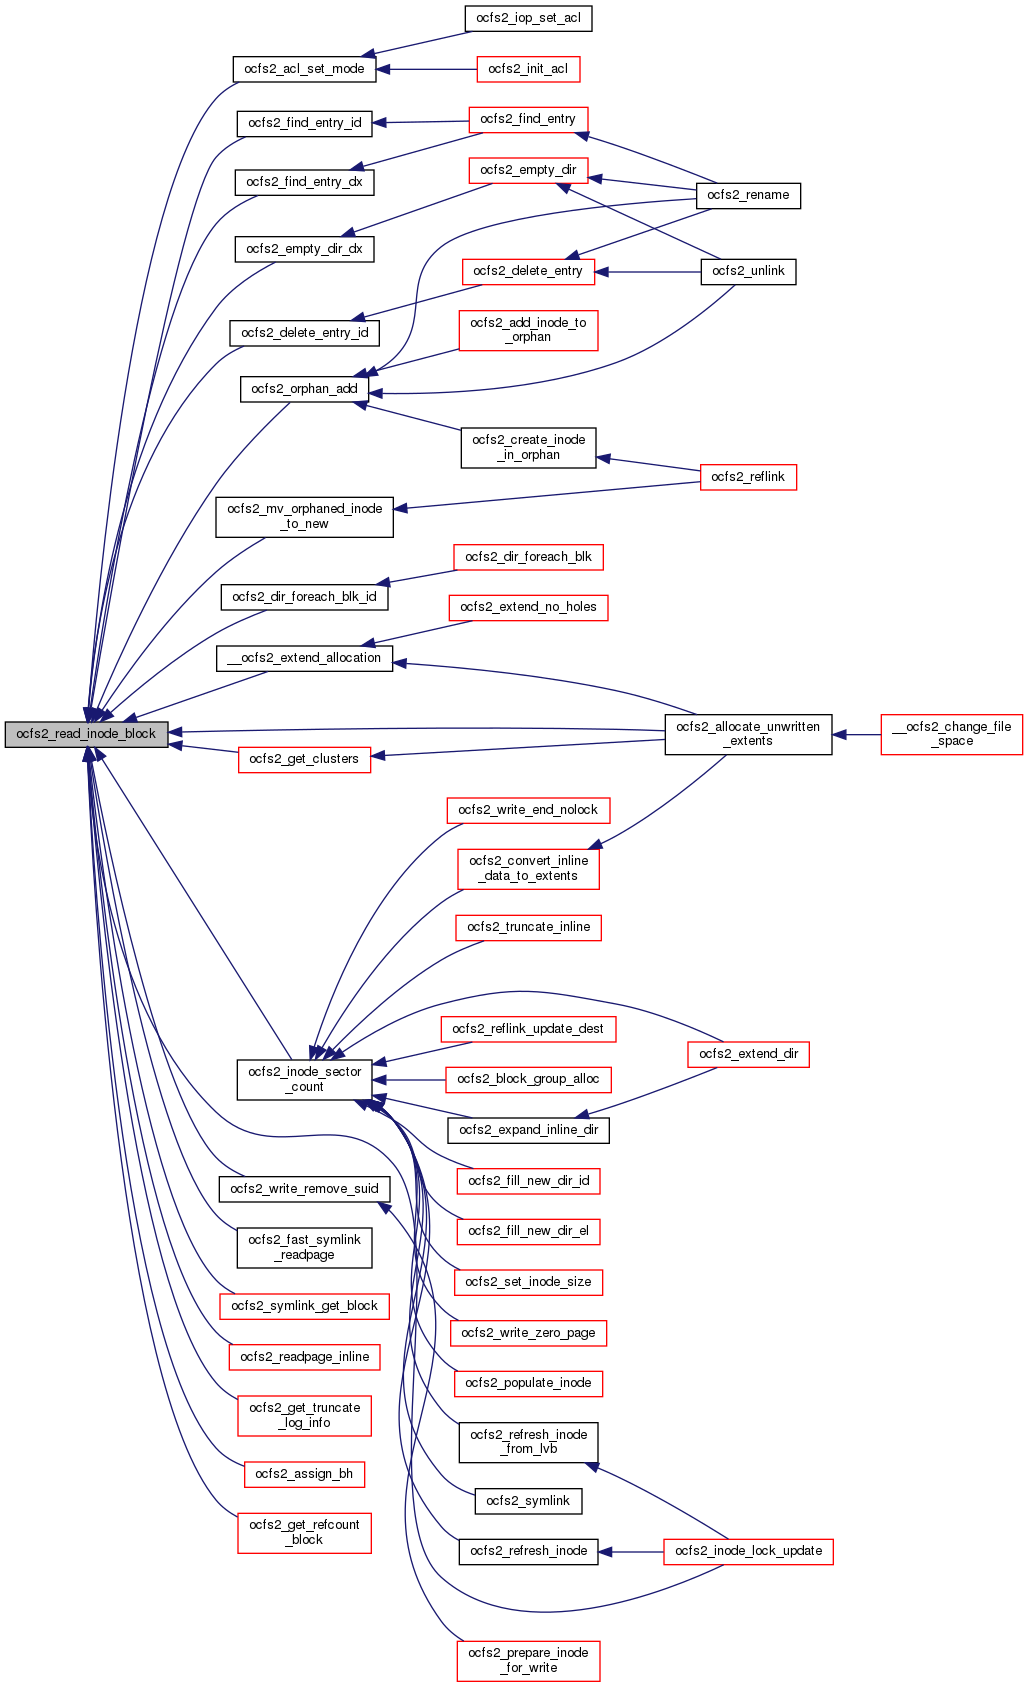 ocfs2_iop_set_acl
ocfs2_acl_set_mode
ocfs2_init_acl
ocfs2_find_entry_id
ocfs2_find_entry
ocfs2_find_entry_dx
ocfs2_empty_dir
ocfs2_rename
ocfs2_empty_dir_dx
ocfs2_delete_entry
ocfs2_unlink
ocfs2_delete_entry_id
ocfs2_add_inode_to
_orphan
ocfs2_orphan_add
ocfs2_create_inode
_in_orphan
ocfs2_reflink
ocfs2_mv_orphaned_inode
_to_new
ocfs2_dir_foreach_blk
ocfs2_dir_foreach_blk_id
ocfs2_extend_no_holes
__ocfs2_extend_allocation
ocfs2_read_inode_block
ocfs2_allocate_unwritten
_extents
__ocfs2_change_file
_space
ocfs2_get_clusters
ocfs2_write_end_nolock
ocfs2_convert_inline
_data_to_extents
ocfs2_truncate_inline
ocfs2_reflink_update_dest
ocfs2_extend_dir
ocfs2_inode_sector
_count
ocfs2_block_group_alloc
ocfs2_expand_inline_dir
ocfs2_write_remove_suid
ocfs2_fill_new_dir_id
ocfs2_fill_new_dir_el
ocfs2_fast_symlink
_readpage
ocfs2_set_inode_size
ocfs2_symlink_get_block
ocfs2_write_zero_page
ocfs2_readpage_inline
ocfs2_populate_inode
ocfs2_get_truncate
_log_info
ocfs2_refresh_inode
_from_lvb
ocfs2_assign_bh
ocfs2_symlink
ocfs2_get_refcount
_block
ocfs2_refresh_inode
ocfs2_inode_lock_update
ocfs2_prepare_inode
_for_write